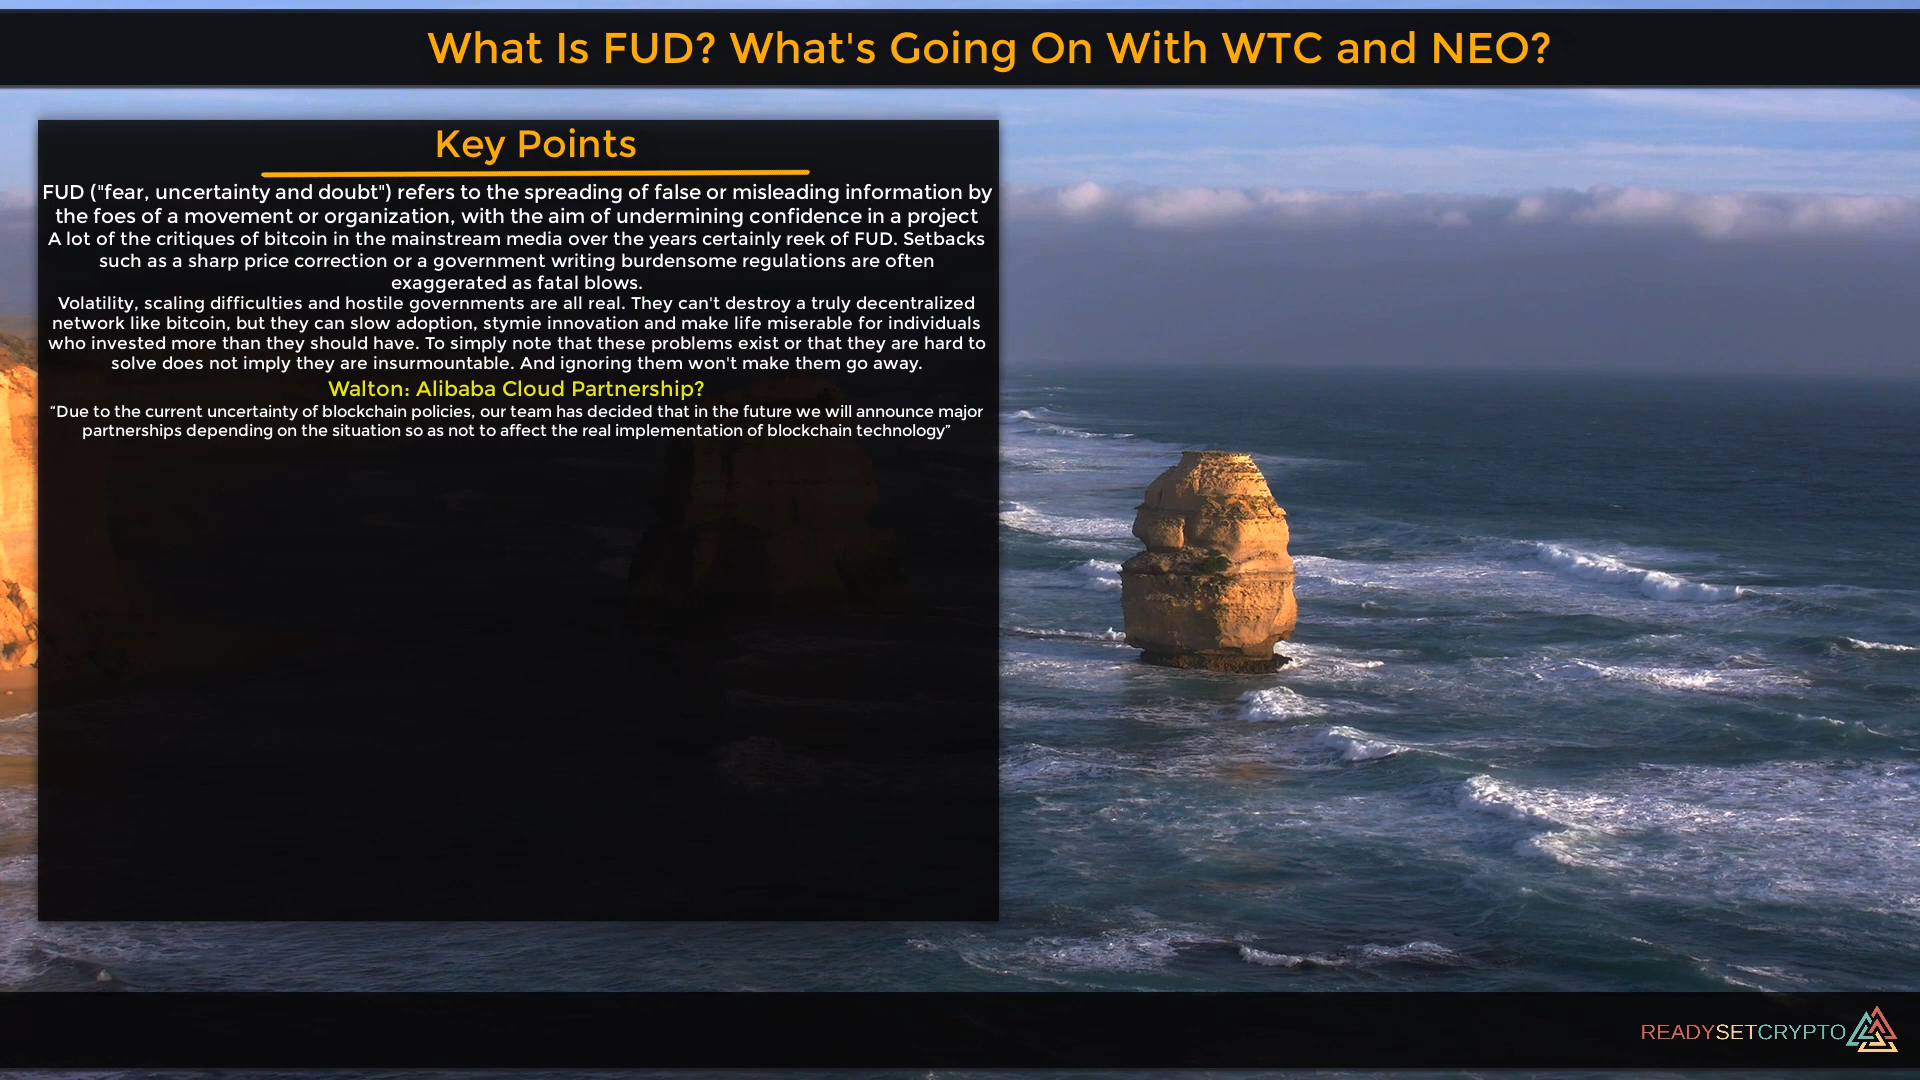 What Is FUD? What's Going On With WTC and NEO?
Key Points
FUD ("fear, uncertainty and doubt") refers to the spreading of false or misleading information by
the foes of a movement or organization, with the aim of undermining confidence in a project
A lot of the critiques of bitcoin in the mainstream media over the years certainly reek of FUD. Setbacks
such as a sharp price correction or a government writing burdensome regulations are often
exaggerated as fatal blows.
Volatility, scaling difficulties and hostile governments are all real. They can't destroy a truly decentralized
network like bitcoin, but they can slow adoption, stymie innovation and make life miserable for individuals
who invested more than they should have. To simply note that these problems exist or that they are hard to
solve does not imply they are insurmountable. And ignoring them won't make them go away.
Walton: Alibaba Cloud Partnership?
“Due to the current uncertainty of blockchain policies, our team has decided that in the future we will announce major
partnerships depending on the situation so as not to affect the real implementation of blockchain technology”
READYSETCRYPTO